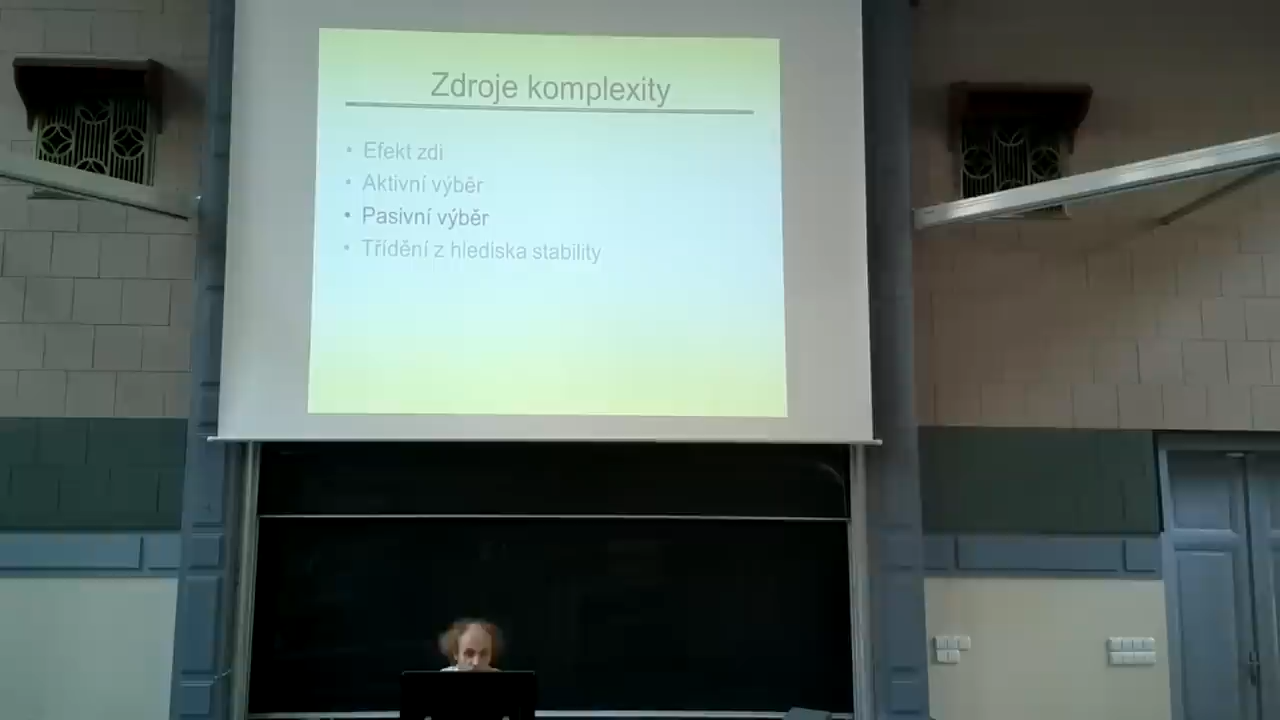 Zdroje komplexity
• Efekt zdi
• Aktivní výběr
• Pasivní výběr
• Třídění z hlediska stability